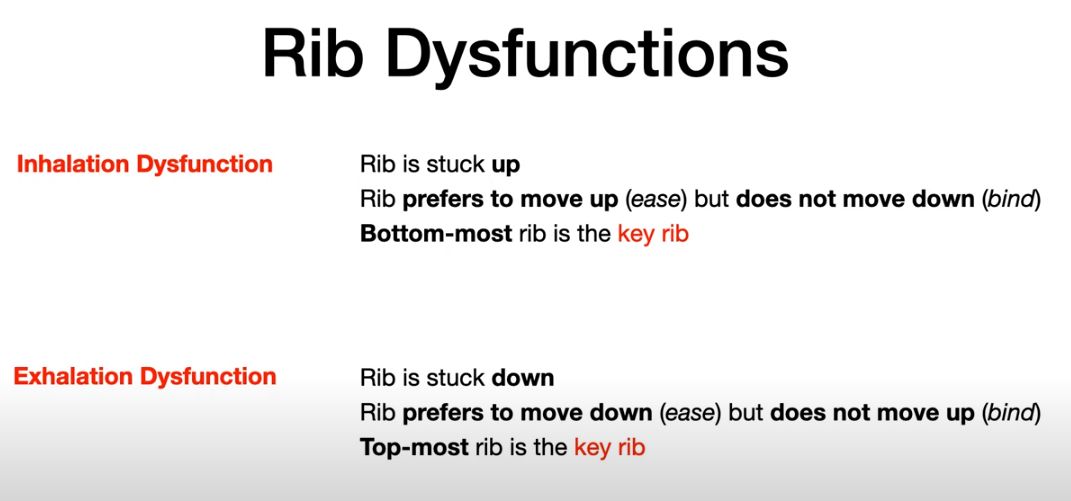 Rib Dysfunctions
Inhalation Dysfunction
Rib is stuck up
Rib prefers to move up (ease) but does not move down (bind)
Bottom-most rib is the key rib
Exhalation Dysfunction
Rib is stuck down
Rib prefers to move down (ease) but does not move up (bind)
Top-most rib is the key rib